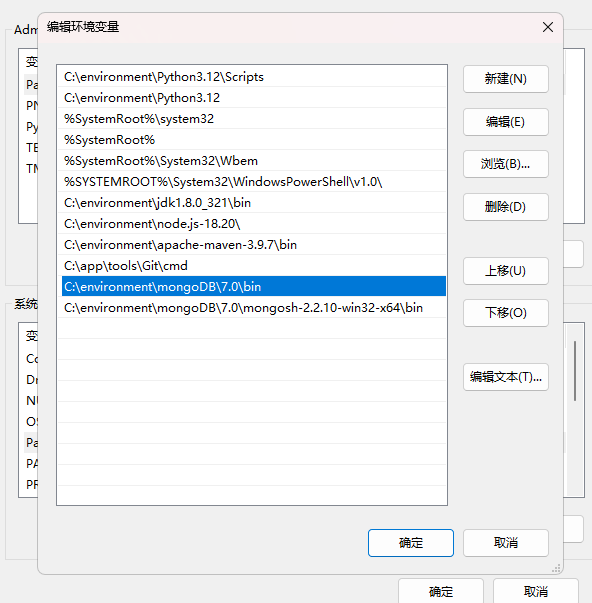 编辑环境变量
Adm
变
Pa
PN
Py
TE
TM
C:\environment\Python3.12\Scripts
C:\environment\Python3.12
%SystemRoot%\system32
%SystemRoot%
%SystemRoot%\System32\Wbem
%SYSTEMROOT%\System32\WindowsPowerShell\v1.0\
C:\environment\jdk1.8.0_321\bin
C:\environment\node.js-18.20\
C:\environment\apache-maven-3.9.7\bin
C:\app\tools\Git\cmd
C:\environment\mongoDB\7.0\bin
C:\environment\mongoDB\7.0\mongosh-2.2.10-win32-x64\bin
新建(N)
编辑(E)
浏览(B)...
删除(D)
上移(U)
下移(O)
编辑文本(T)...
系统
变
Co
Dr
NU
OS
Pa
PA
PR
确定
取消
确定
取消